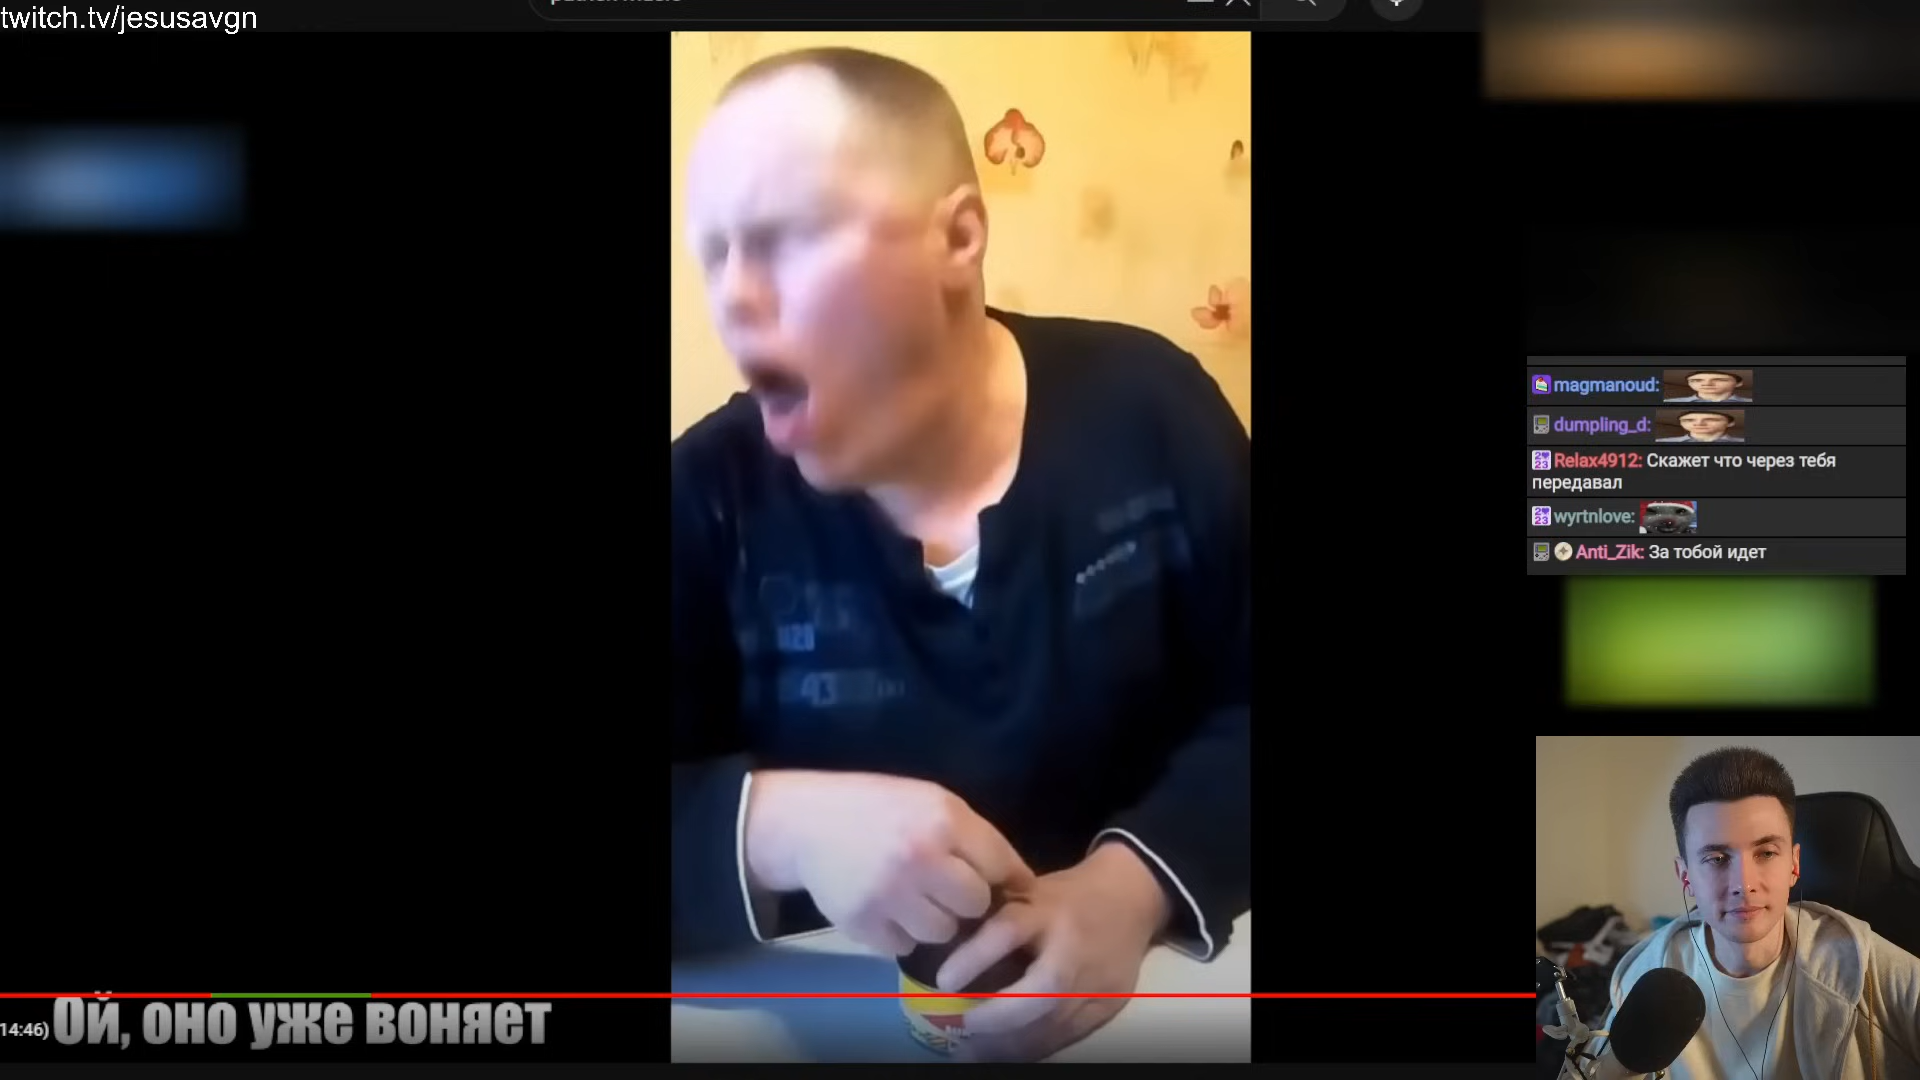 twitch.tv/jesusavgn
magmanoud:
dumpling_d:
Relax4912: Скажет что через тебя
передавал
wyrtnlove:
Anti_Zik: За тобой идет
43
14:46) Ой, оно уже воняет